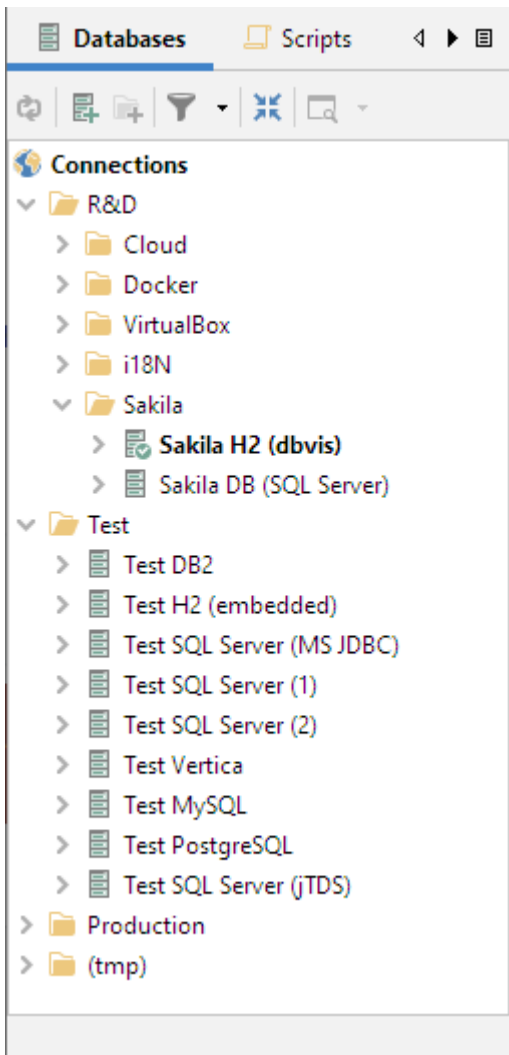 Databases Scripts
Connections
R&D
Cloud
Docker
VirtualBox
i18N
Sakila
Sakila H2 (dbvis)
Sakila DB (SQL Server)
Test
Test DB2
Test H2 (embedded)
Test SQL Server (MS JDBC)
Test SQL Server (1)
Test SQL Server (2)
Test Vertica
Test MySQL
Test PostgreSQL
Test SQL Server (jTDS)
Production
(tmp)